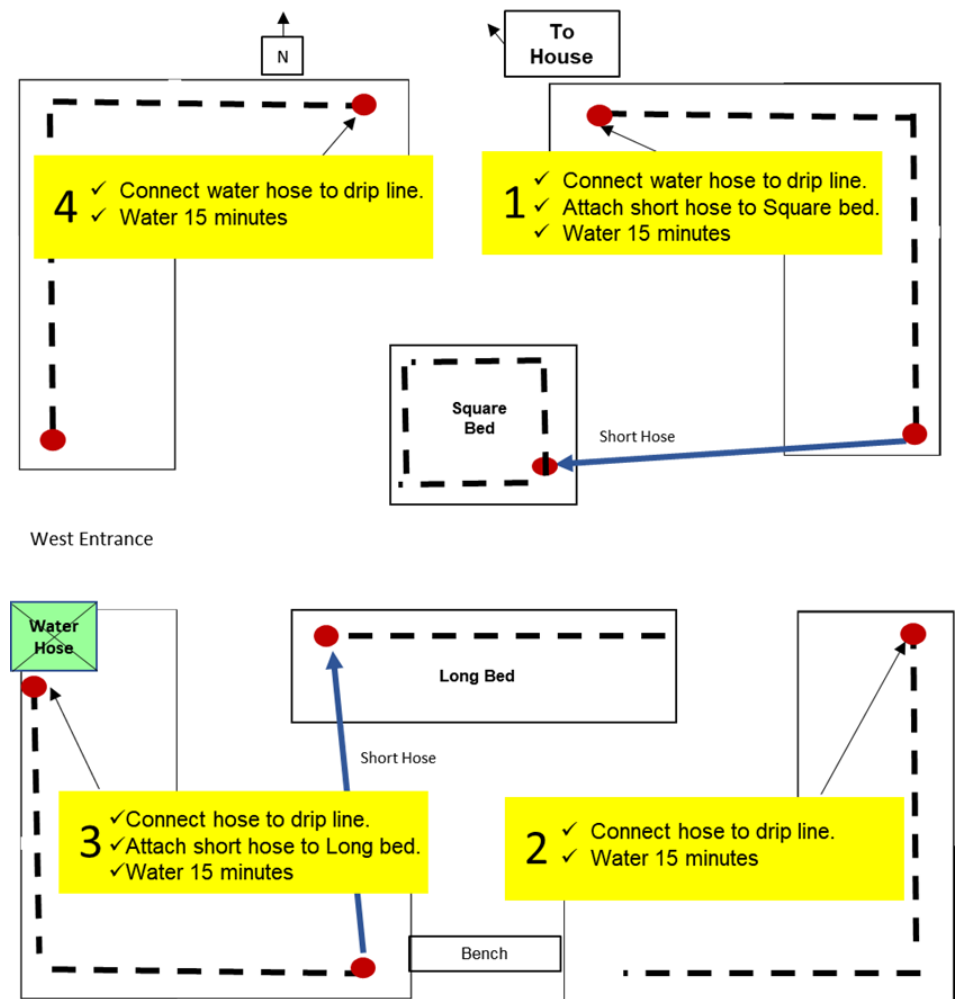 N
To
House
4
✓ Connect water hose to drip line.
✓ Water 15 minutes
1
✓ Connect water hose to drip line.
✓ Attach short hose to Square bed.
✓ Water 15 minutes
Square
Bed
Short Hose
West Entrance
Water
Hose
Long Bed
Short Hose
3
✓Connect hose to drip line.
✓Attach short hose to Long bed.
✓Water 15 minutes
2
✓ Connect hose to drip line.
✓ Water 15 minutes
Bench